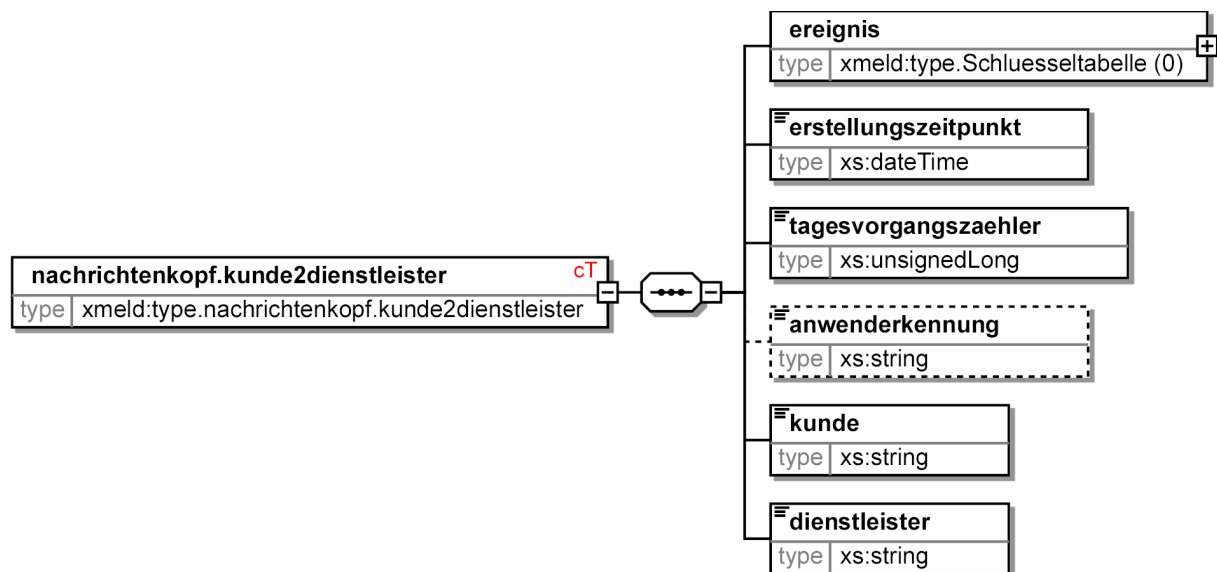 ereignis
type xmeld:type.Schluesseltabelle (0)
erstellungszeitpunkt
type xs:dateTime
tagesvorgangszaehler
type xs:unsignedLong
nachrichtenkopf.kunde2dienstleister cT
type xmeld:type.nachrichtenkopf.kunde2dienstleister
anwenderkennung
type xs:string
kunde
type xs:string
dienstleister
type xs:string